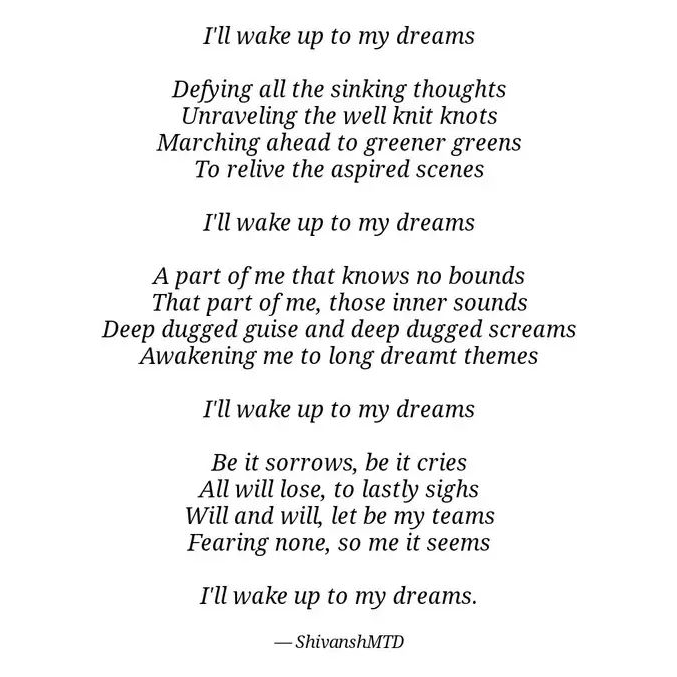 I'll wake up to my dreams
Defying all the sinking thoughts
Unraveling the well knit knots
Marching ahead to greener greens
To relive the aspired scenes
I'll wake up to my dreams
A part of me that knows no bounds
That part of me, those inner sounds
Deep dugged guise and deep dugged screams
Awakening me to long dreamt themes
I'll wake up to my dreams
Be it sorrows, be it cries
All will lose, to lastly sighs
Will and will, let be my teams
Fearing none, so me it seems
I'll wake up to my dreams.
— ShivanshMTD